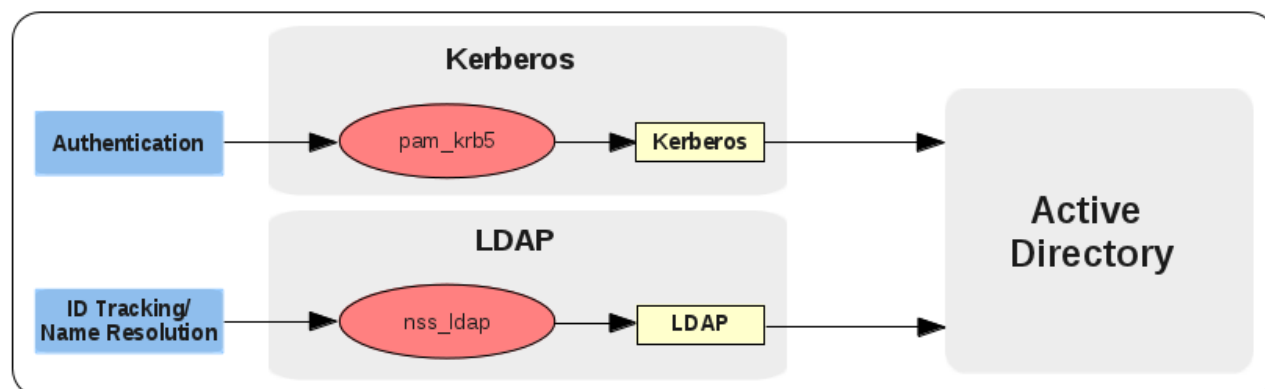 Kerberos
Authentication
pam_krb5
Kerberos
LDAP
ID Tracking/
Name Resolution
nss_ldap
LDAP
Active
Directory